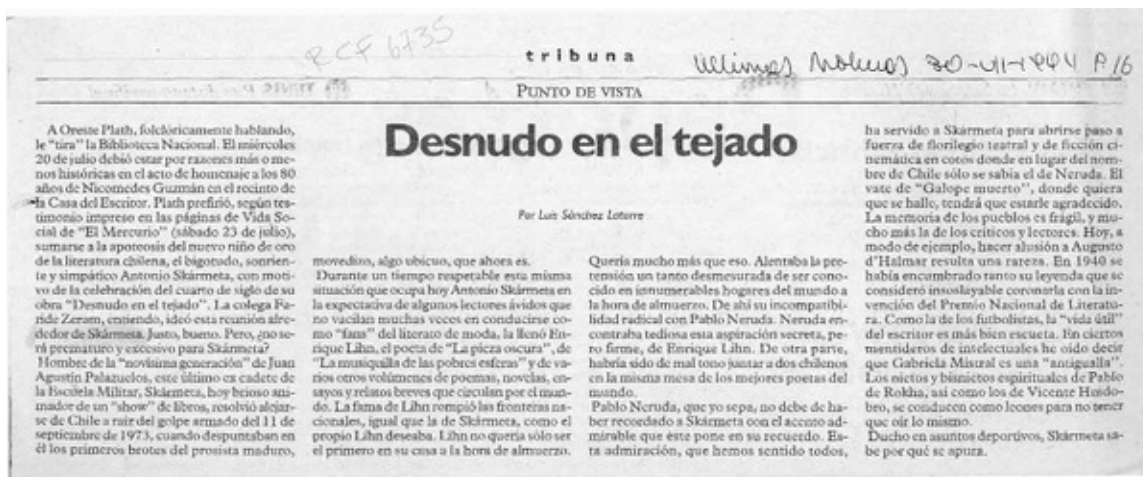 RCF 6735
tribuna
Ultimas Noticias 30-VII-1994 P 16
PUNTO DE VISTA
Desnudo en el tejado
Por Luis Sánchez Latorre
A Oreste Plath, folclóricamente hablando,
le "tira" la Biblioteca Nacional. El miércoles
20 de julio debió estar por razones más o me-
nos históricas en el acto de homenaje a los 80
años de Nicomedes Guzmán en el recinto de
la Casa del Escritor. Plath prefirió, según tes-
timonio impreso en las páginas de Vida So-
cial de "El Mercurio" (sábado 23 de julio),
sumarse a la apoteosis del nuevo niño de oro
de la literatura chilena, el bigotudo, sonrien-
te y simpático Antonio Skármeta, con moti-
vo de la celebración del cuarto de siglo de su
obra "Desnudo en el tejado". La colega Fa-
ride Zeram, entiendo, ideó esta reunión alre-
dedor de Skármeta. Justo, bueno. Pero, ¿no se-
rá prematuro y excesivo para Skármeta?
Hombre de la "novísima generación" de Juan
Agustín Palazuelos, este último ex cadete de
la Escuela Militar, Skármeta, hoy brioso ani-
mador de un "show" de libros, resolvió alejar-
se de Chile a raíz del golpe armado del 11 de
septiembre de 1973, cuando despuntaban en
él los primeros brotes del prosista maduro,
movedizo, algo ubicuo, que ahora es.
Durante un tiempo respetable esta misma
situación que ocupa hoy Antonio Skármeta en
la expectativa de algunos lectores ávidos que
no vacilan muchas veces en conducirse co-
mo "fans" del literato de moda, la llenó En-
rique Lihn, el poeta de "La pieza oscura", de
"La musiquilla de las pobres esferas" y de va-
rios otros volúmenes de poemas, novelas, en-
sayos y relatos breves que circulan por el mun-
do. La fama de Lihn rompió las fronteras na-
cionales, igual que la de Skármeta, como el
propio Lihn deseaba. Lihn no quería sólo ser
el primero en su casa a la hora de almuerzo.
Quería mucho más que eso. Alentaba la pre-
tensión un tanto desmesurada de ser cono-
cido en innumerables hogares del mundo a
la hora de almuerzo. De ahí su incompatibi-
lidad radical con Pablo Neruda. Neruda en-
contraba tediosa esta aspiración secreta, pe-
ro firme, de Enrique Lihn. De otra parte,
habría sido de mal tono juntar a dos chilenos
en la misma mesa de los mejores poetas del
mundo.
Pablo Neruda, que yo sepa, no debe de ha-
ber recordado a Skármeta con el acento ad-
mirable que éste pone en su recuerdo. Es-
ta admiración, que hemos sentido todos,
ha servido a Skármeta para abrirse paso a
fuerza de florilegio teatral y de ficción ci-
nemática en cotos donde en lugar del nom-
bre de Chile sólo se sabía el de Neruda. El
vate de "Galope muerto", donde quiera
que se halle, tendrá que estarle agradecido.
La memoria de los pueblos es frágil, y mu-
cho más la de los críticos y lectores. Hoy, a
modo de ejemplo, hacer alusión a Augusto
d'Halmar resulta una rareza. En 1940 se
había encumbrado tanto su leyenda que se
consideró insoslayable coronarla con la in-
vención del Premio Nacional de Literatu-
ra. Como la de los futbolistas, la "vida útil"
del escritor es más bien escueta. En ciertos
mentideros de intelectuales he oído decir
que Gabriela Mistral es una "antigualla".
Los nietos y bisnietos espirituales de Pablo
de Rokha, así como los de Vicente Huido-
bro, se conducen como leones para no tener
que oír lo mismo.
Ducho en asuntos deportivos, Skármeta sa-
be por qué se apura.